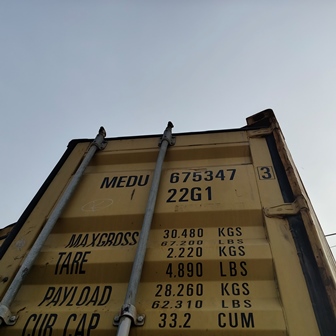 MEDU 675347 3
22G1
MAXGROSS 30.480 KGS
67.200 LBS
TARE 2.220 KGS
4.890 LBS
PAYLOAD 28.260 KGS
62.310 LBS
CUB CAP 33.2 CUM